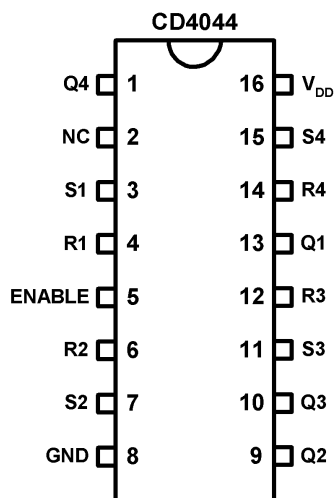 CD4044
Q4 1 16 VDD
NC 2 15 S4
S1 3 14 R4
R1 4 13 Q1
ENABLE 5 12 R3
R2 6 11 S3
S2 7 10 Q3
GND 8 9 Q2